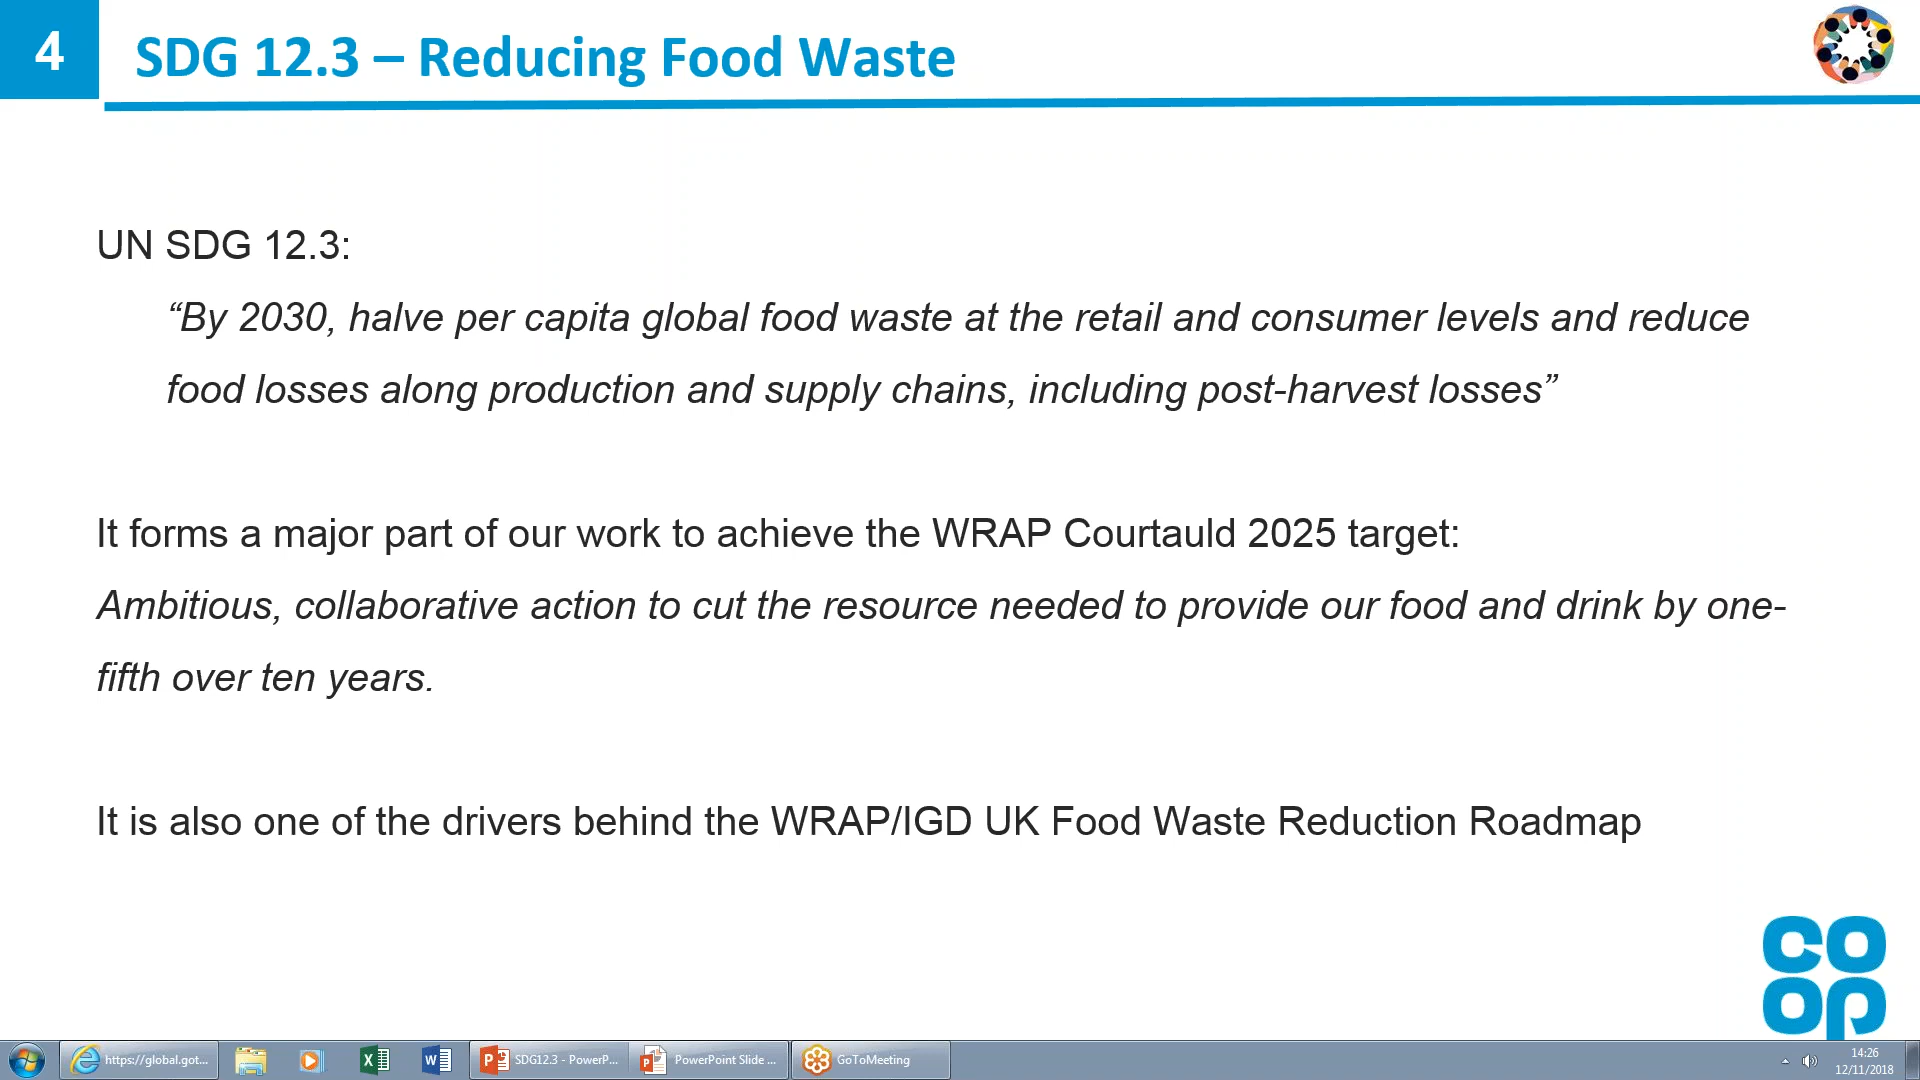 4
SDG 12.3 – Reducing Food Waste
UN SDG 12.3:
“By 2030, halve per capita global food waste at the retail and consumer levels and reduce
food losses along production and supply chains, including post-harvest losses”
It forms a major part of our work to achieve the WRAP Courtauld 2025 target:
Ambitious, collaborative action to cut the resource needed to provide our food and drink by one-
fifth over ten years.
It is also one of the drivers behind the WRAP/IGD UK Food Waste Reduction Roadmap
co
op
https://global.got...
SDG12.3 - PowerP...
PowerPoint Slide ...
GoToMeeting
14:26
12/11/2018